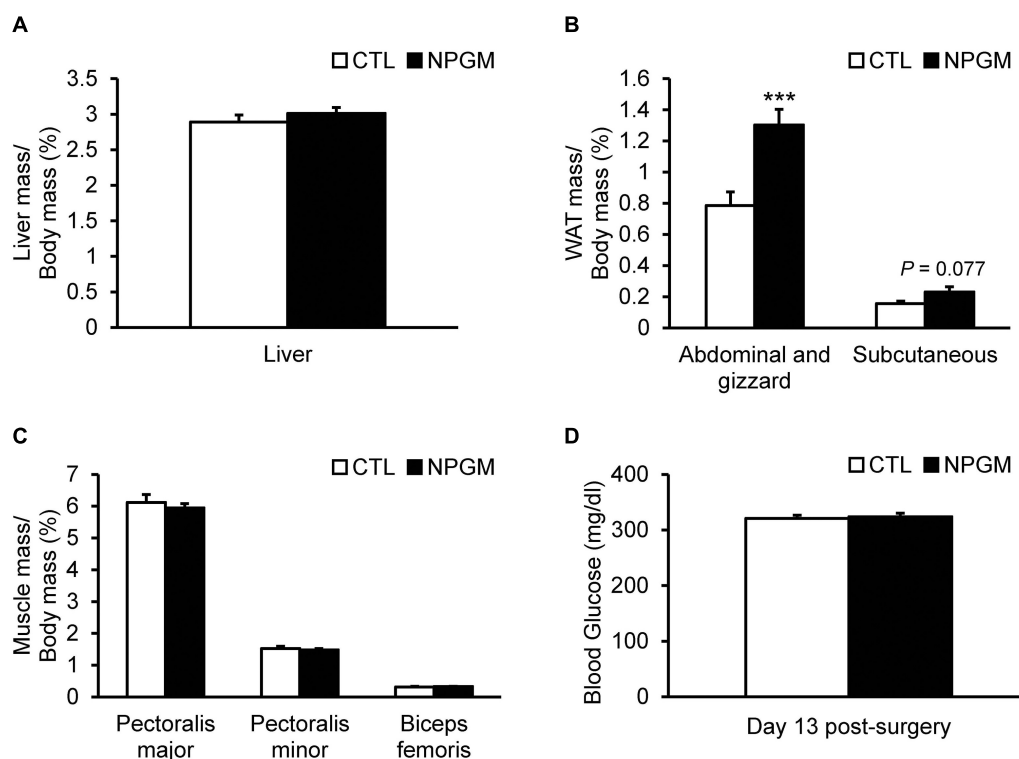 A
CTL NPGM
Liver mass/
Body mass (%)
3.5
3
2.5
2
1.5
1
0.5
0
Liver
B
CTL NPGM
WAT mass/
Body mass (%)
1.6
1.4
1.2
1
0.8
0.6
0.4
0.2
0
***
P = 0.077
Abdominal and
gizzard
Subcutaneous
C
CTL NPGM
Muscle mass/
Body mass (%)
7
6
5
4
3
2
1
0
Pectoralis
major
Pectoralis
minor
Biceps
femoris
D
CTL NPGM
Blood Glucose (mg/dl)
400
300
200
100
0
Day 13 post-surgery